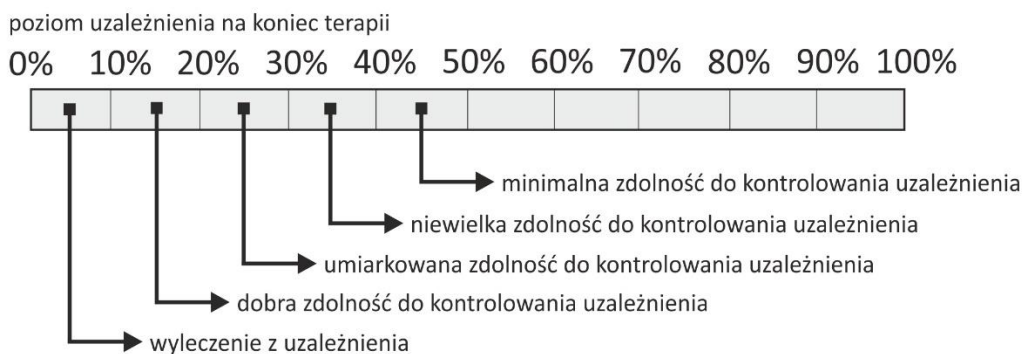 poziom uzależnienia na koniec terapii
0% 10% 20% 30% 40% 50% 60% 70% 80% 90% 100%
minimalna zdolność do kontrolowania uzależnienia
niewielka zdolność do kontrolowania uzależnienia
umiarkowana zdolność do kontrolowania uzależnienia
dobra zdolność do kontrolowania uzależnienia
wyleczenie z uzależnienia